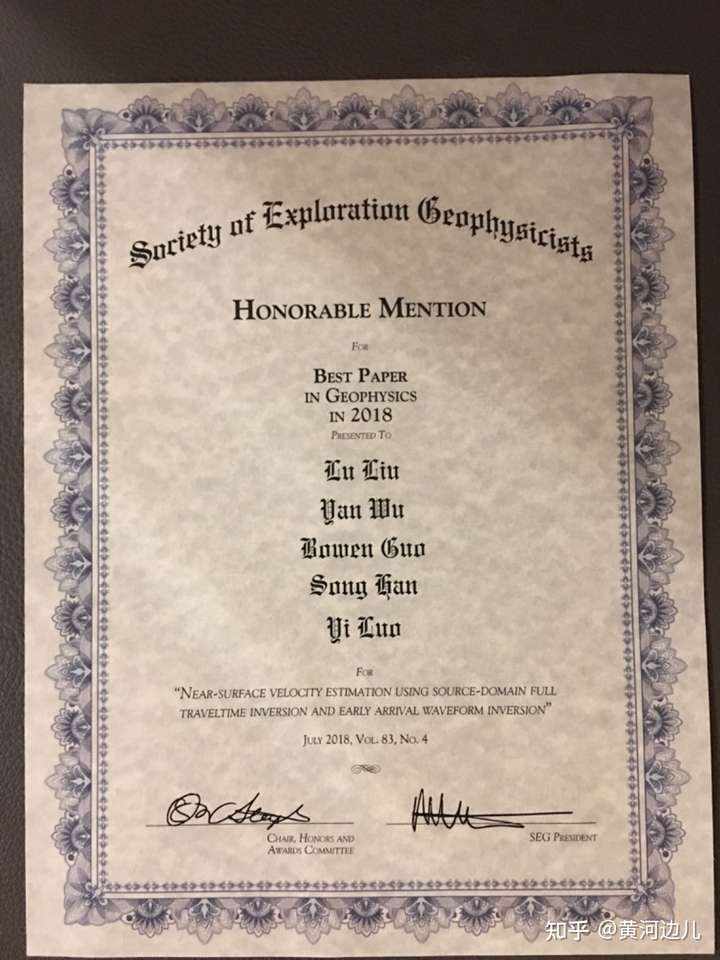 Society of Exploration Geophysicists
HONORABLE MENTION
FOR
BEST PAPER
IN GEOPHYSICS
IN 2018
PRESENTED TO
Lu Liu
Yan Wu
Bowen Guo
Song Han
Yi Luo
FOR
“NEAR-SURFACE VELOCITY ESTIMATION USING SOURCE-DOMAIN FULL
TRAVELTIME INVERSION AND EARLY ARRIVAL WAVEFORM INVERSION”
JULY 2018, VOL. 83, NO. 4
CHAIR, HONORS AND
AWARDS COMMITTEE
SEG PRESIDENT
知乎 @黄河边儿